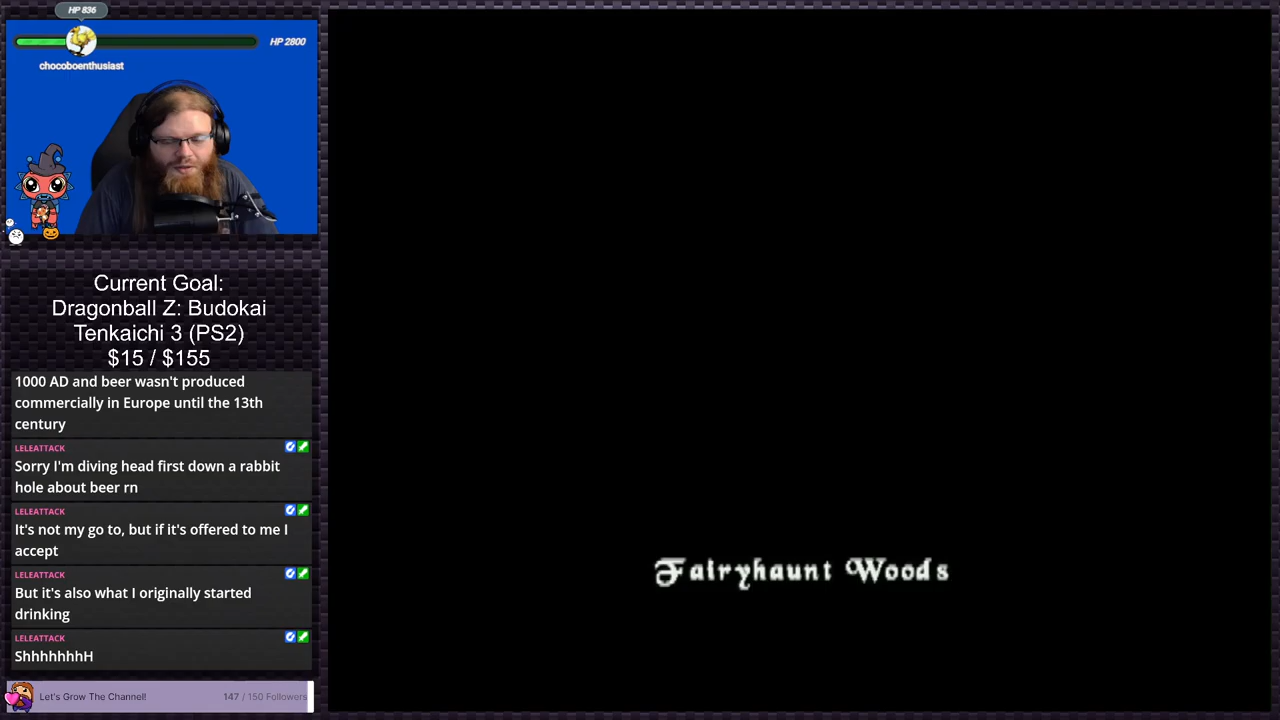 HP 836
HP 2800
chocoboenthusiast
Current Goal:
Dragonball Z: Budokai
Tenkaichi 3 (PS2)
$15 / $155
1000 AD and beer wasn't produced
commercially in Europe until the 13th
century
LELEATTACK
Sorry I'm diving head first down a rabbit
hole about beer rn
LELEATTACK
It's not my go to, but if it's offered to me I
accept
LELEATTACK
But it's also what I originally started
drinking
LELEATTACK
ShhhhhhhH
Let's Grow The Channel!
147 / 150 Followers
Fairyhaunt Woods